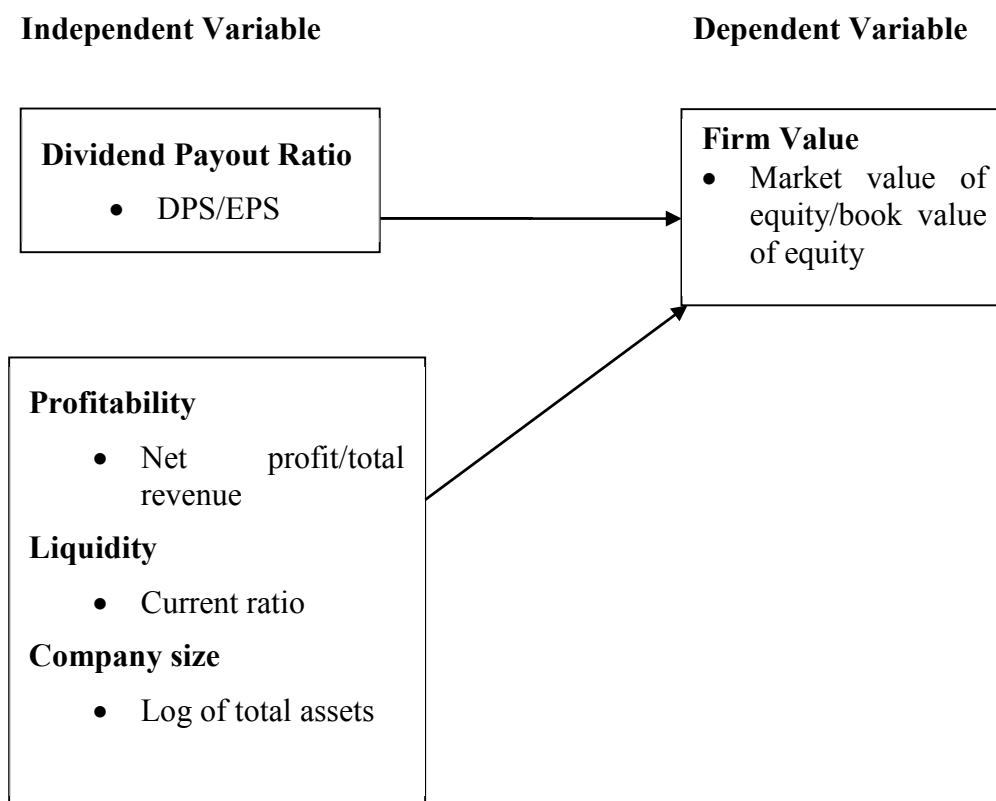 Independent Variable
Dependent Variable
Dividend Payout Ratio
• DPS/EPS
Firm Value
• Market value of
equity/book value
of equity
Profitability
• Net profit/total
revenue
Liquidity
• Current ratio
Company size
• Log of total assets